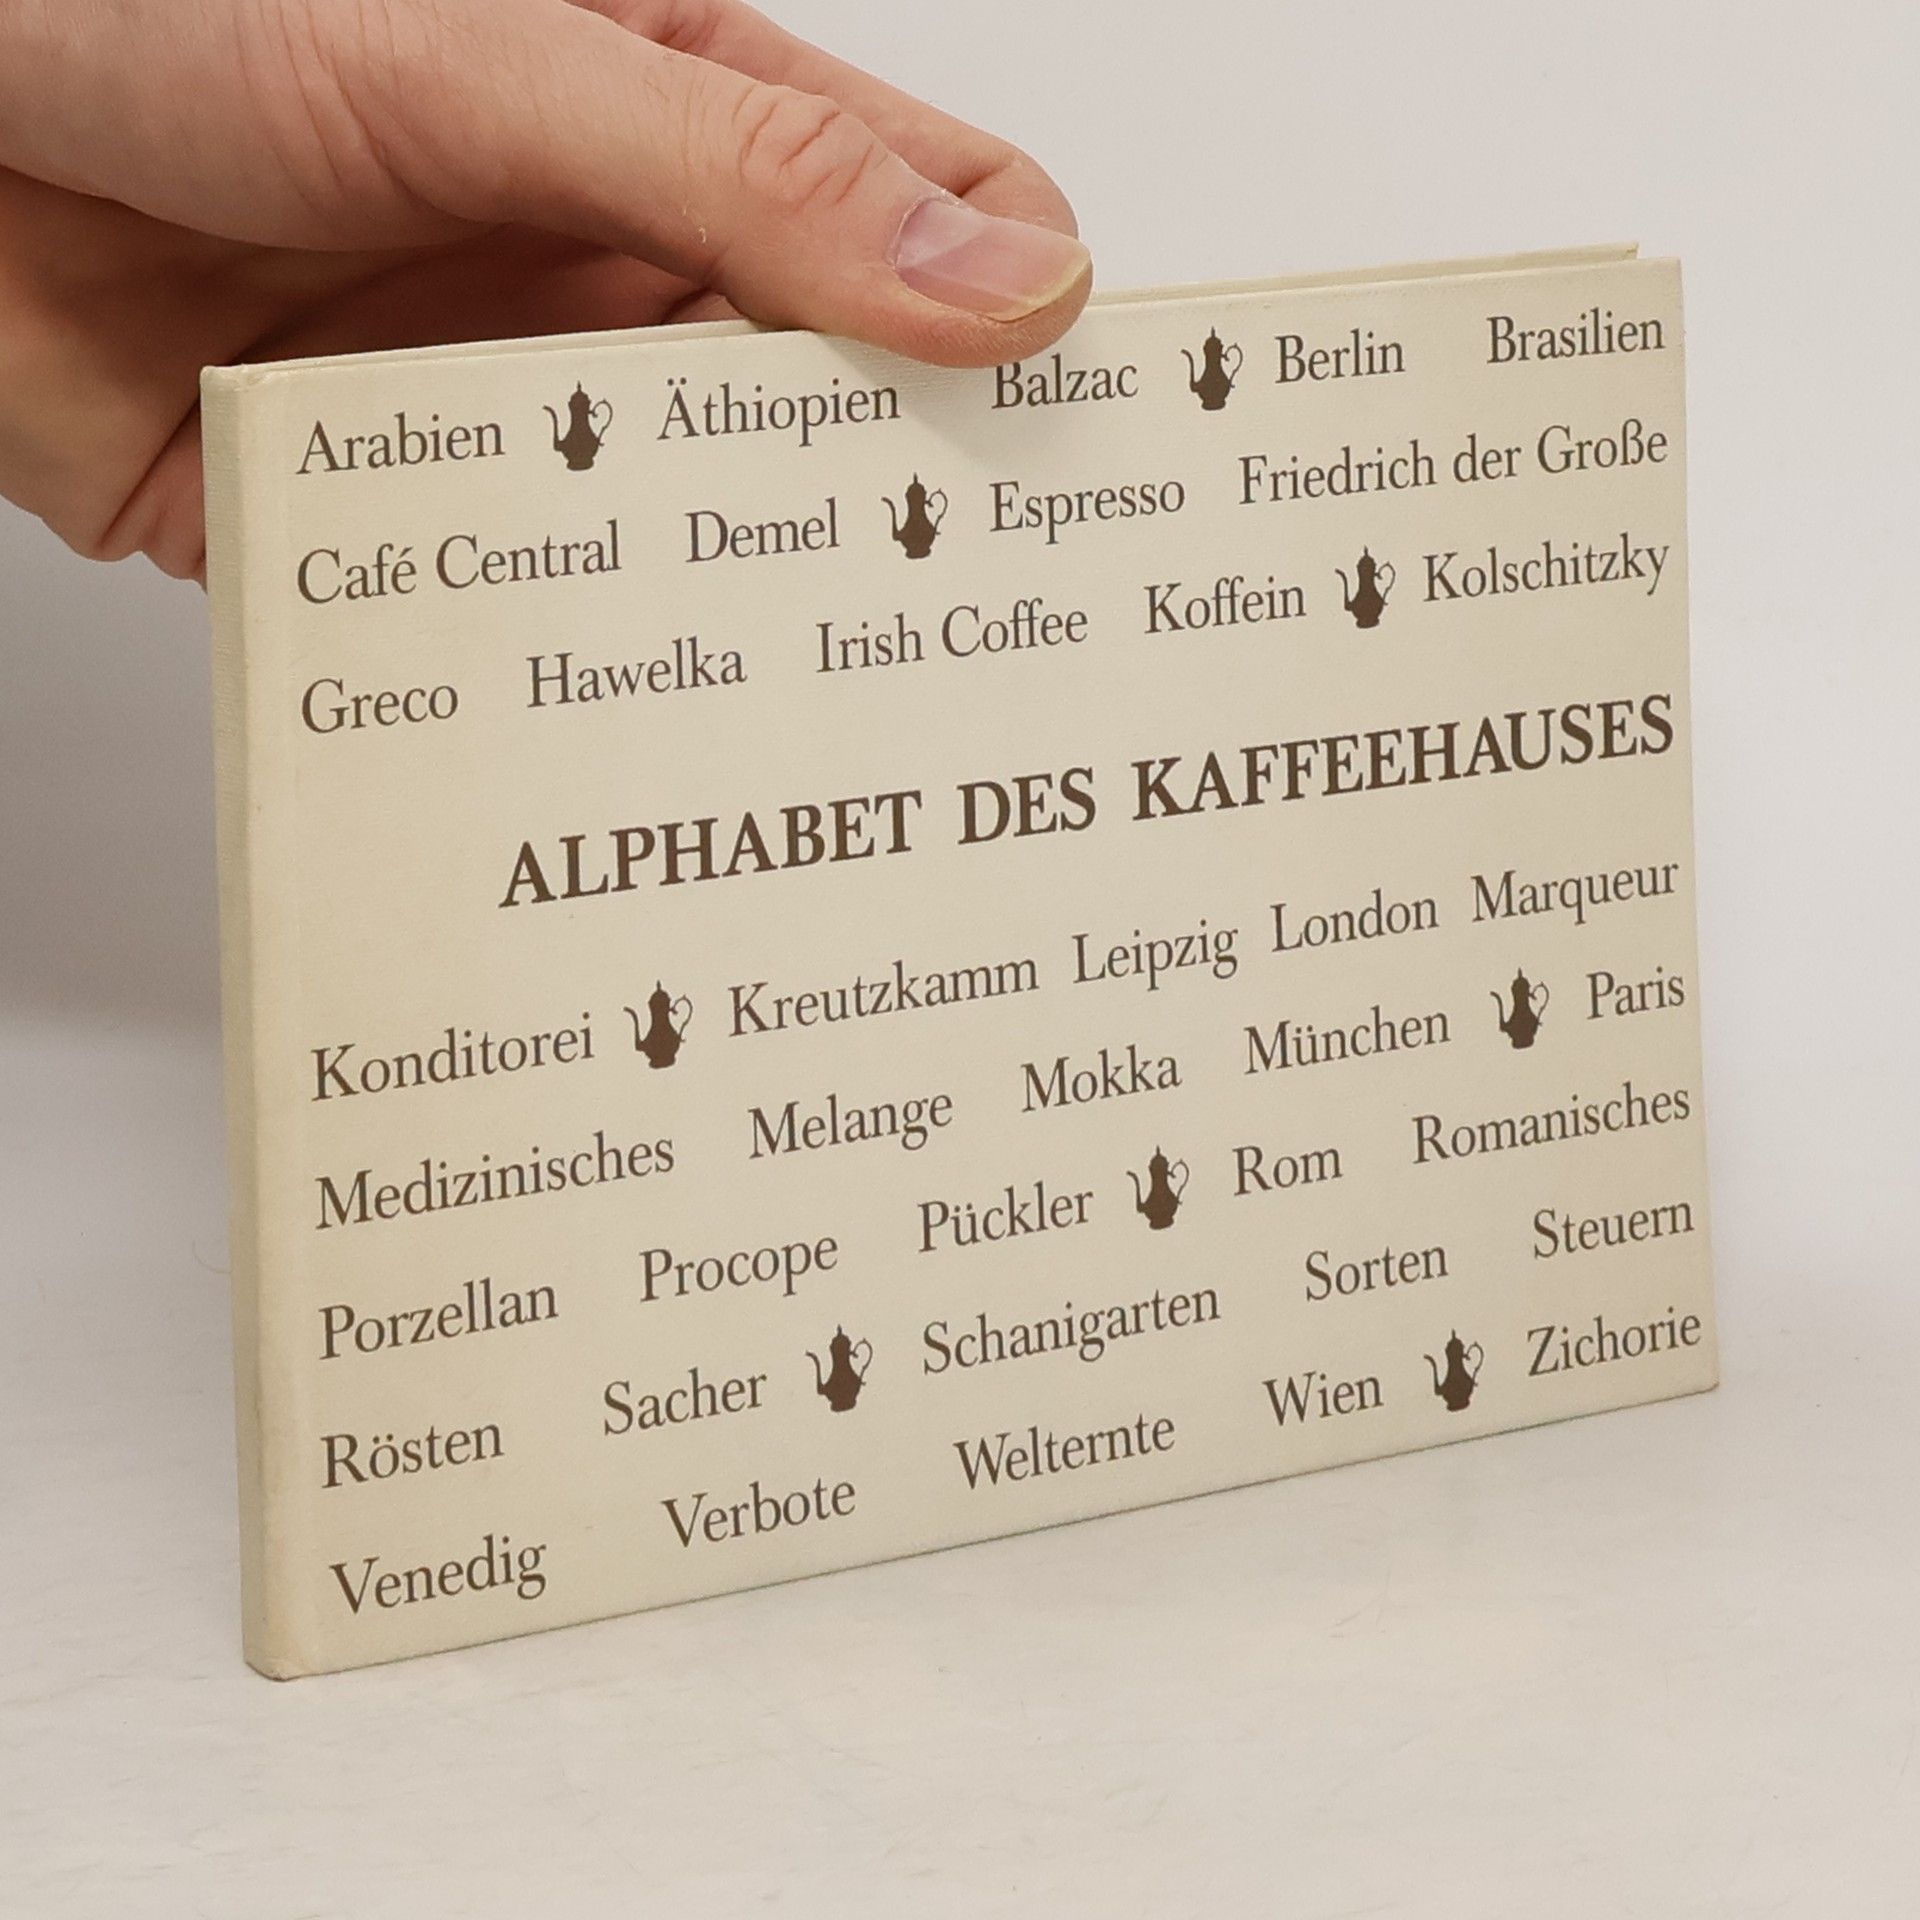 Arabien Äthiopien Balzac Berlin Brasilien
Café Central Demel Espresso Friedrich der Große
Greco Hawelka Irish Coffee Koffein Kolschitzky
ALPHABET DES KAFFEEHAUSES
Konditorei Kreutzkamm Leipzig London Marqueur
Medizinisches Melange Mokka München Paris
Porzellan Procope Pückler Rom Romanisches
Rösten Sacher Schanigarten Sorten Steuern
Venedig Verbote Welternte Wien Zichorie